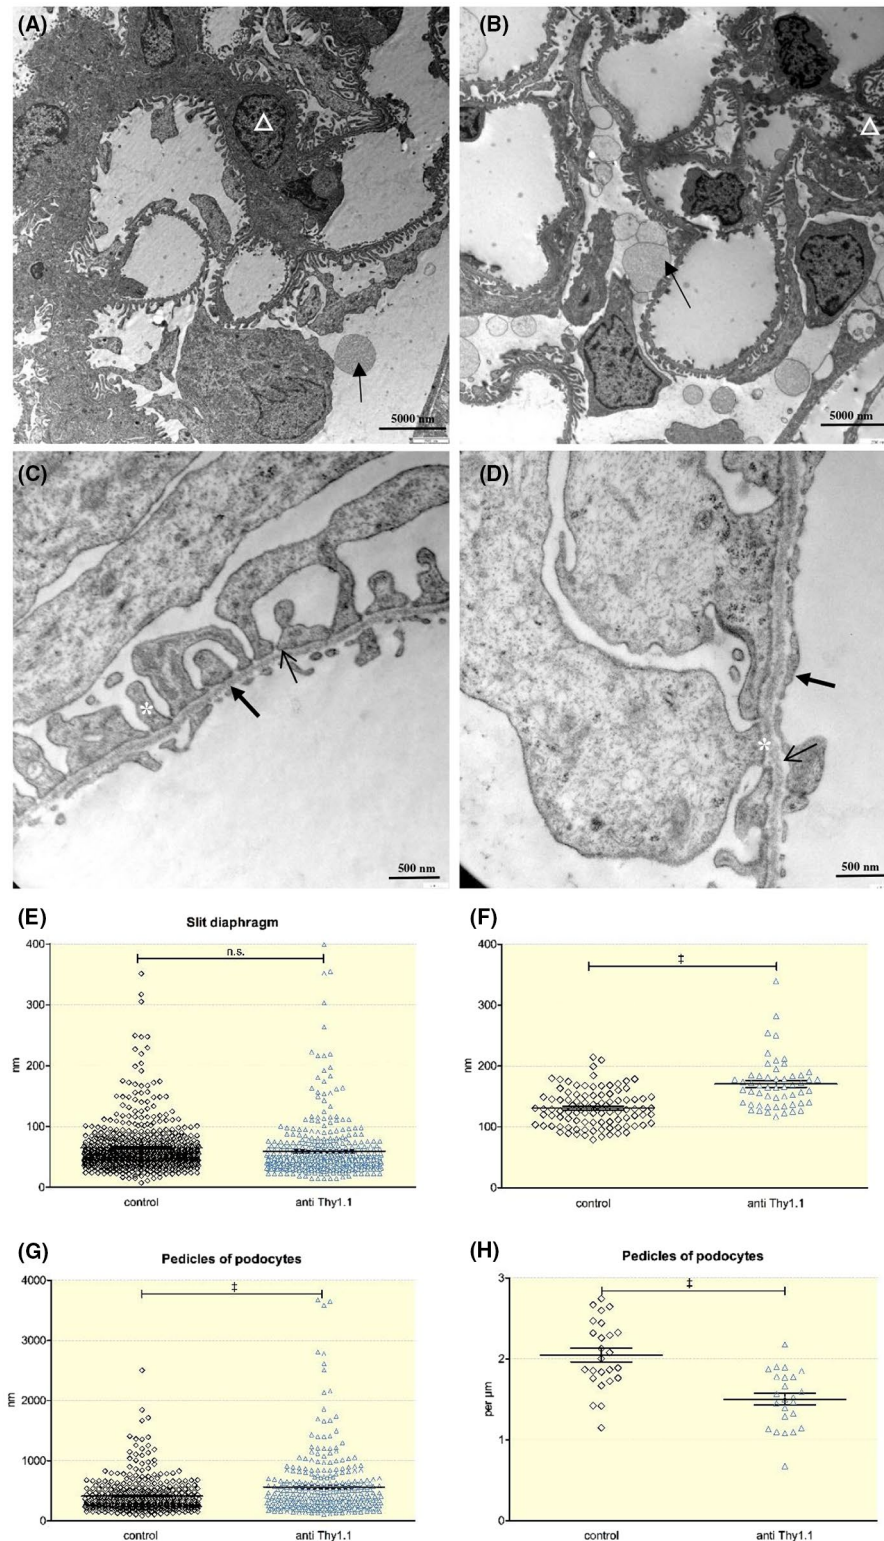 (A)
(B)
5000 nm
5000 nm
(C)
(D)
*
*
500 nm
500 nm
(E)
Slit diaphragm
n.s.
400
300
200
100
0
nm
control
anti Thy1.1
(F)
‡
400
300
200
100
0
nm
control
anti Thy1.1
(G)
Pedicles of podocytes
‡
4000
3000
2000
1000
0
nm
control
anti Thy1.1
(H)
Pedicles of podocytes
‡
3
2
1
0
per µm
control
anti Thy1.1